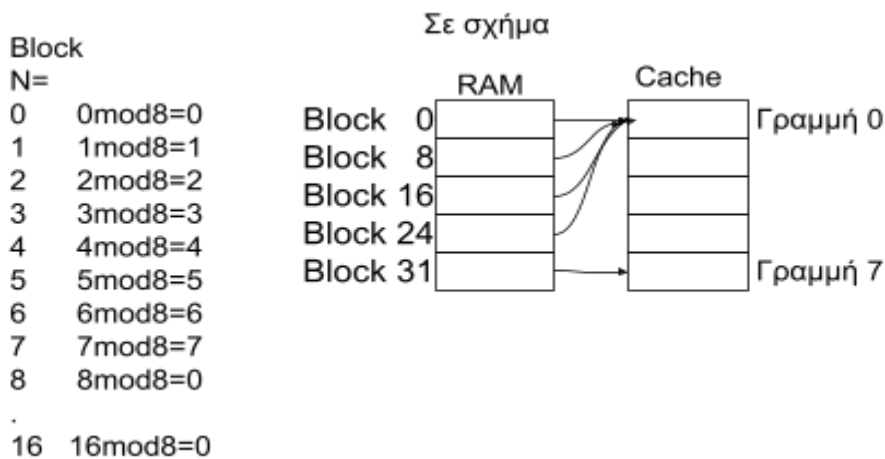 Σε σχήμα
Block
N=
0 0mod8=0
1 1mod8=1
2 2mod8=2
3 3mod8=3
4 4mod8=4
5 5mod8=5
6 6mod8=6
7 7mod8=7
8 8mod8=0
.
16 16mod8=0
RAM Cache
Block 0 Γραμμή 0
Block 8
Block 16
Block 24
Block 31 Γραμμή 7